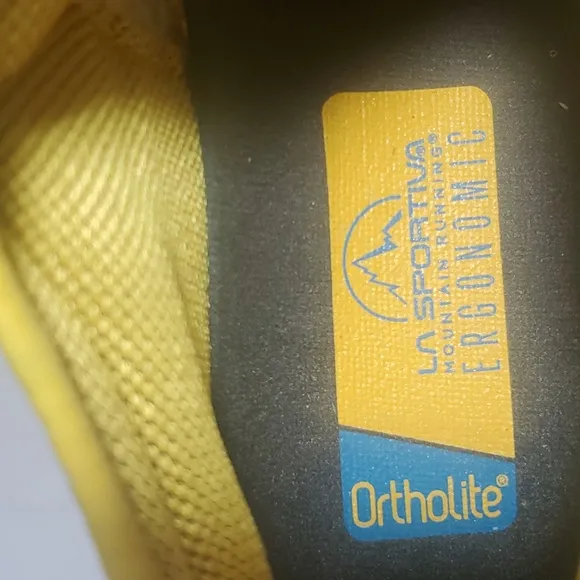 LA SPORTIVA®
MOUNTAIN RUNNING®
ERGONOMIC
Ortholite®